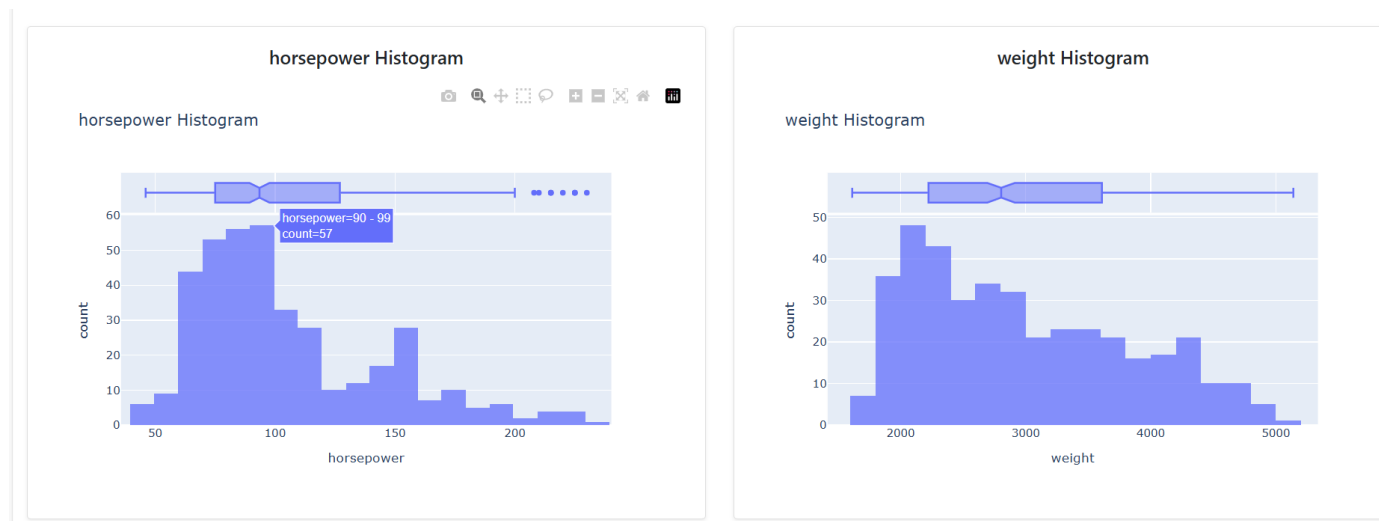 horsepower Histogram
horsepower Histogram
60
50
40
30
20
10
0
count
horsepower=90 - 99
count=57
50
100
150
200
horsepower
weight Histogram
weight Histogram
50
40
30
20
10
0
count
2000
3000
4000
5000
weight